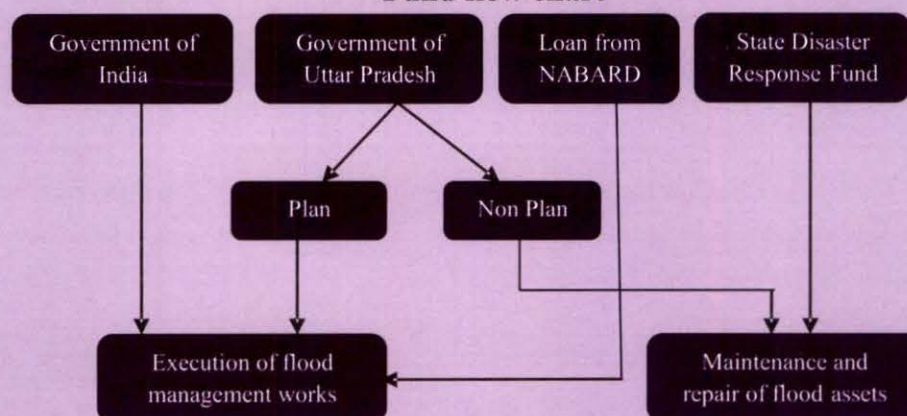 Government of
India
Government of
Uttar Pradesh
Loan from
NABARD
State Disaster
Response Fund
Plan
Non Plan
Execution of flood
management works
Maintenance and
repair of flood assets